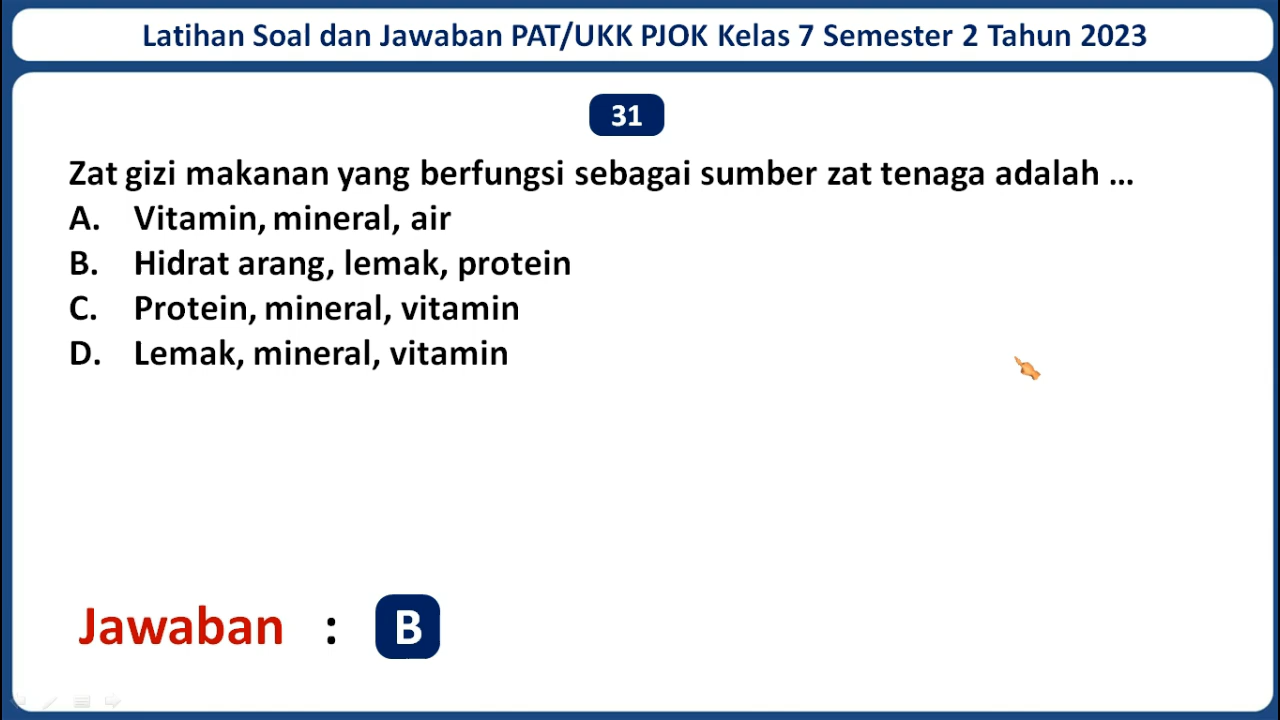 Latihan Soal dan Jawaban PAT/UKK PJOK Kelas 7 Semester 2 Tahun 2023
31
Zat gizi makanan yang berfungsi sebagai sumber zat tenaga adalah ...
A. Vitamin, mineral, air
B. Hidrat arang, lemak, protein
C. Protein, mineral, vitamin
D. Lemak, mineral, vitamin
Jawaban : B